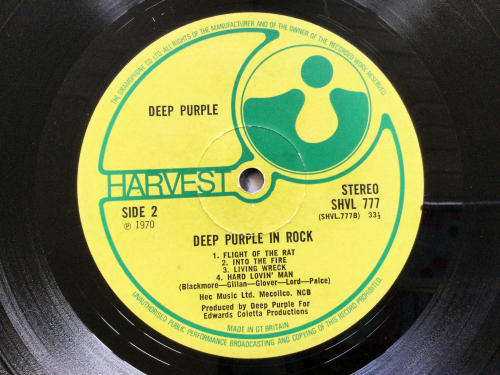 THE GRAMOPHONE CO. LTD. ALL RIGHTS OF THE MANUFACTURER AND OF THE OWNER OF THE RECORDED WORK RESERVED.
DEEP PURPLE
HARVEST
SIDE 2
℗ 1970
STEREO
SHVL 777
(SHVL.777B) 33⅓
DEEP PURPLE IN ROCK
1. FLIGHT OF THE RAT
2. INTO THE FIRE
3. LIVING WRECK
4. HARD LOVIN' MAN
(Blackmore—Gillan—Glover—Lord—Paice)
Hec Music Ltd. Mecolico. NCB
Produced by Deep Purple For
Edwards Coletta Productions
MADE IN GT. BRITAIN
UNAUTHORISED PUBLIC PERFORMANCE BROADCASTING AND COPYING OF THIS RECORD PROHIBITED.